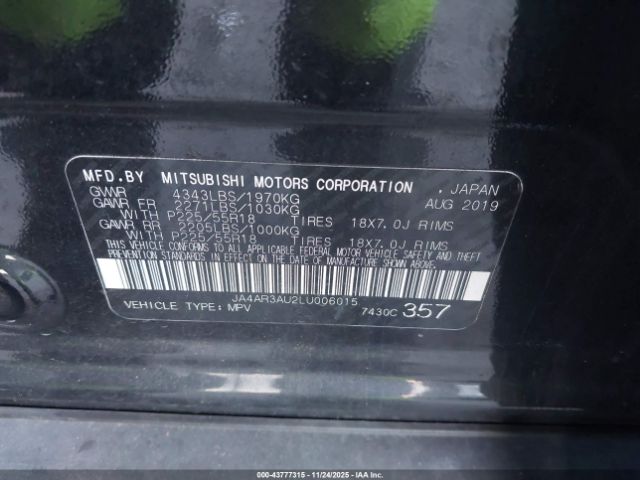 MFD.BY MITSUBISHI MOTORS CORPORATION , JAPAN
GVWR 4343LBS/1970KG AUG 2019
GAWR FR 2271LBS/1030KG
WITH P225/55R18 TIRES 18X7.0J RIMS
GAWR, RR 2205LBS/1000KG
WITH P225/55R18 TIRES 18X7.0J RIMS
THIS VEHICLE CONFORMS TO ALL APPLICABLE FEDERAL MOTOR VEHICLE SAFETY AND THEFT
PREVENTION STANDARDS IN EFFECT ON THE DATE OF MANUFACTURE SHOWN ABOVE.
JA4AR3AU2LU006015
VEHICLE TYPE: MPV 7430C 357
00-43777315 - 11/24/2025 - IAAHTF